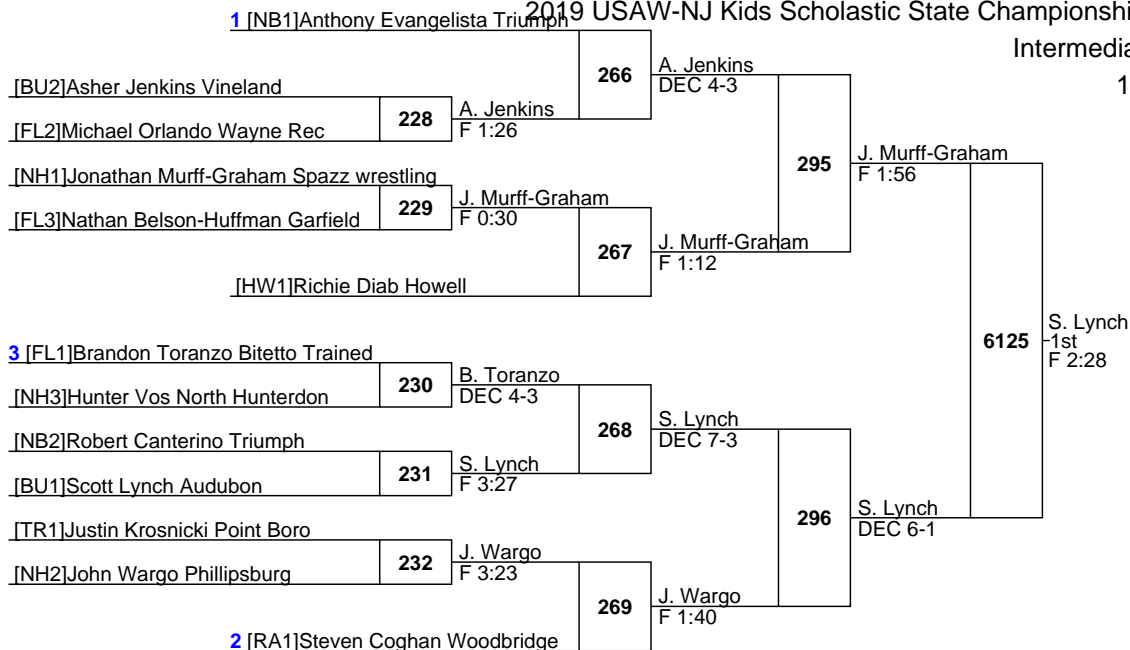 2019 USAW-NJ Kids Scholastic State Championshi
Intermedia
1
1 [NB1]Anthony Evangelista Triumph
266
A. Jenkins
DEC 4-3
[BU2]Asher Jenkins Vineland
228
A. Jenkins
F 1:26
[FL2]Michael Orlando Wayne Rec
295
J. Murff-Graham
F 1:56
[NH1]Jonathan Murff-Graham Spazz wrestling
229
J. Murff-Graham
F 0:30
[FL3]Nathan Belson-Huffman Garfield
267
J. Murff-Graham
F 1:12
[HW1]Richie Diab Howell
6125
S. Lynch
1st
F 2:28
3 [FL1]Brandon Toranzo Bitetto Trained
230
B. Toranzo
DEC 4-3
[NH3]Hunter Vos North Hunterdon
268
S. Lynch
DEC 7-3
[NB2]Robert Canterino Triumph
231
S. Lynch
F 3:27
[BU1]Scott Lynch Audubon
296
S. Lynch
DEC 6-1
[TR1]Justin Krosnicki Point Boro
232
J. Wargo
F 3:23
[NH2]John Wargo Phillipsburg
269
J. Wargo
F 1:40
2 [RA1]Steven Coghan Woodbridge